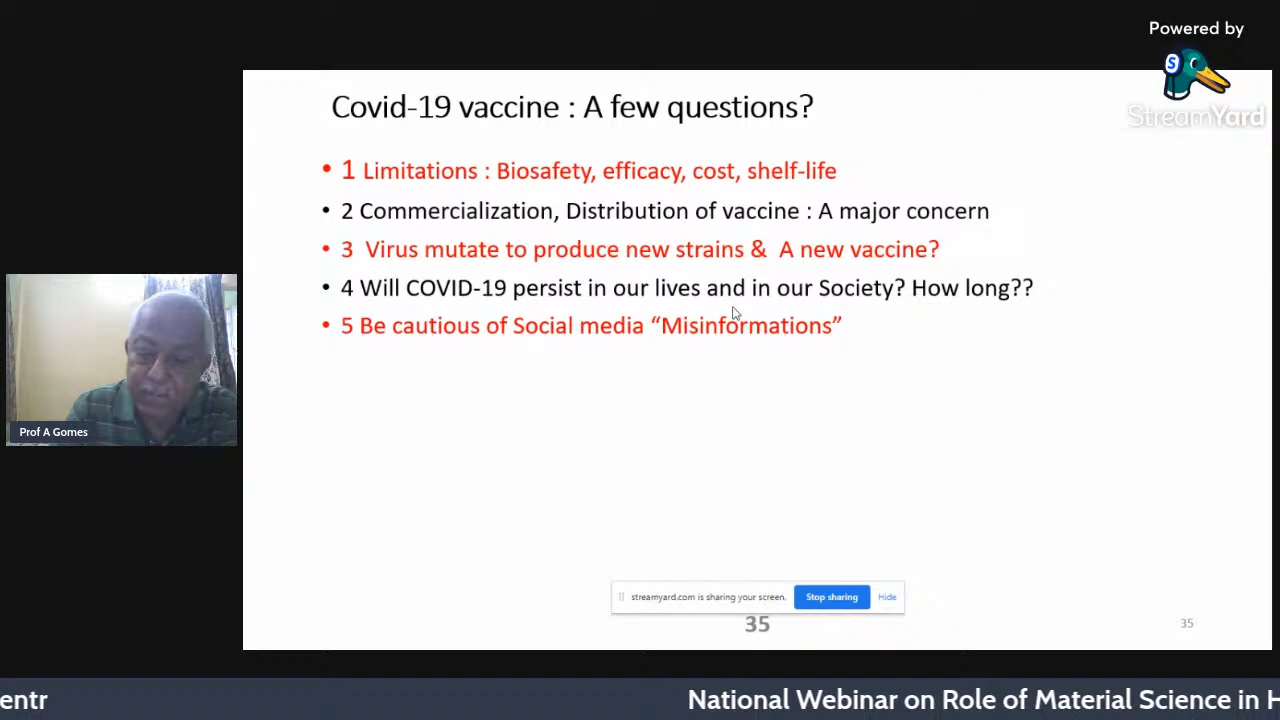 Powered by
StreamYard
Covid-19 vaccine : A few questions?
• 1 Limitations : Biosafety, efficacy, cost, shelf-life
• 2 Commercialization, Distribution of vaccine : A major concern
• 3 Virus mutate to produce new strains & A new vaccine?
• 4 Will COVID-19 persist in our lives and in our Society? How long??
• 5 Be cautious of Social media “Misinformations”
Prof A Gomes
streamyard.com is sharing your screen. Stop sharing Hide
35
35
entr National Webinar on Role of Material Science in H